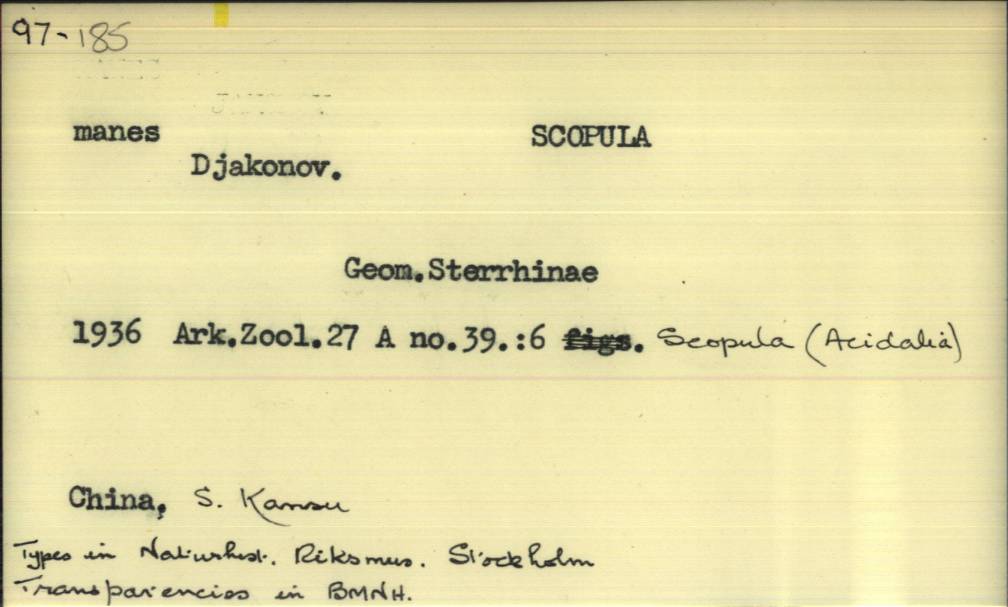 97-185
manes SCOPULA
Djakonov.
Geom.Sterrhinae
1936 Ark.Zool.27 A no.39.:6 figs. Scopula (Acidalia)
China, S. Kansu
Types in Naturhist. Riksmus. Stockholm
Transparencies in BMNH.